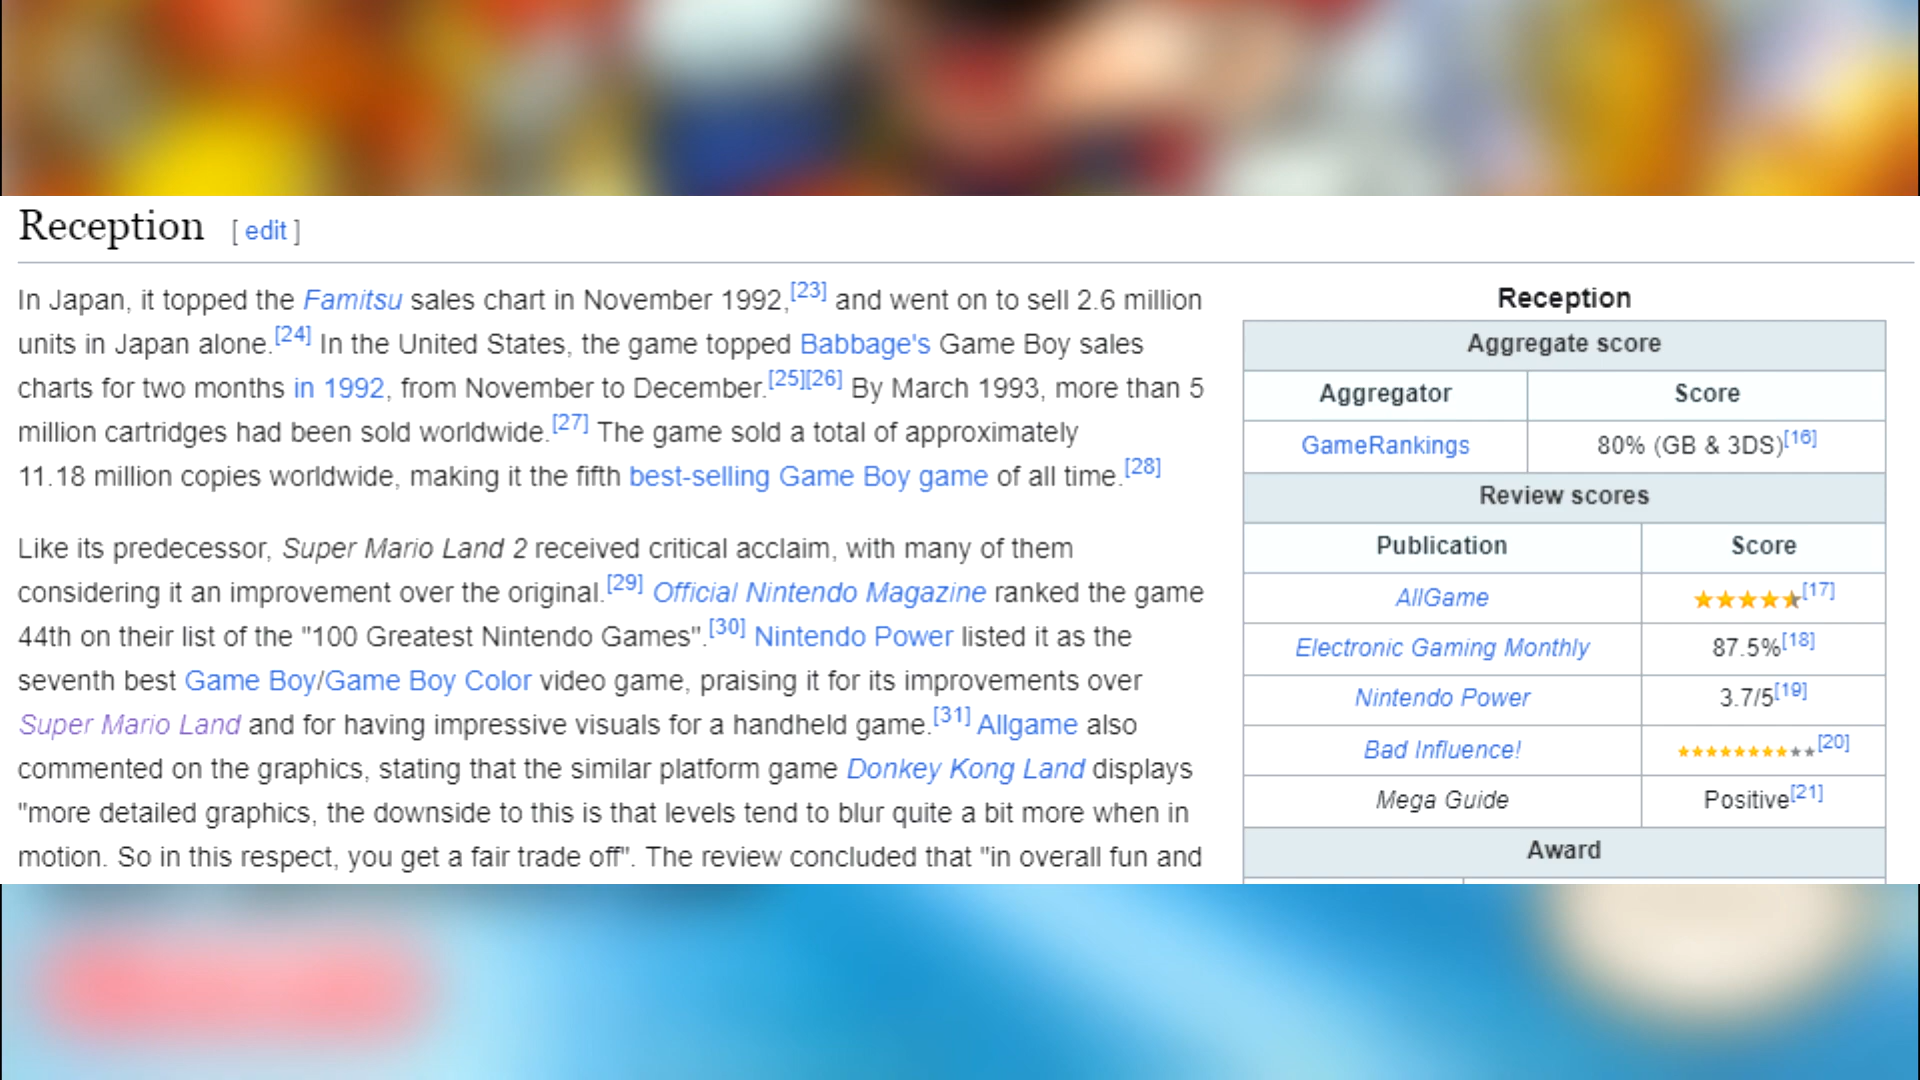 Reception [ edit ]
In Japan, it topped the Famitsu sales chart in November 1992,[23] and went on to sell 2.6 million
units in Japan alone.[24] In the United States, the game topped Babbage's Game Boy sales
charts for two months in 1992, from November to December.[25][26] By March 1993, more than 5
million cartridges had been sold worldwide.[27] The game sold a total of approximately
11.18 million copies worldwide, making it the fifth best-selling Game Boy game of all time.[28]
Like its predecessor, Super Mario Land 2 received critical acclaim, with many of them
considering it an improvement over the original.[29] Official Nintendo Magazine ranked the game
44th on their list of the "100 Greatest Nintendo Games".[30] Nintendo Power listed it as the
seventh best Game Boy/Game Boy Color video game, praising it for its improvements over
Super Mario Land and for having impressive visuals for a handheld game.[31] Allgame also
commented on the graphics, stating that the similar platform game Donkey Kong Land displays
"more detailed graphics, the downside to this is that levels tend to blur quite a bit more when in
motion. So in this respect, you get a fair trade off". The review concluded that "in overall fun and
Reception
Aggregate score
Aggregator Score
GameRankings 80% (GB & 3DS)[16]
Review scores
Publication Score
AllGame ★★★★⯪[17]
Electronic Gaming Monthly 87.5%[18]
Nintendo Power 3.7/5[19]
Bad Influence! ★★★★★★★★★★[20]
Mega Guide Positive[21]
Award